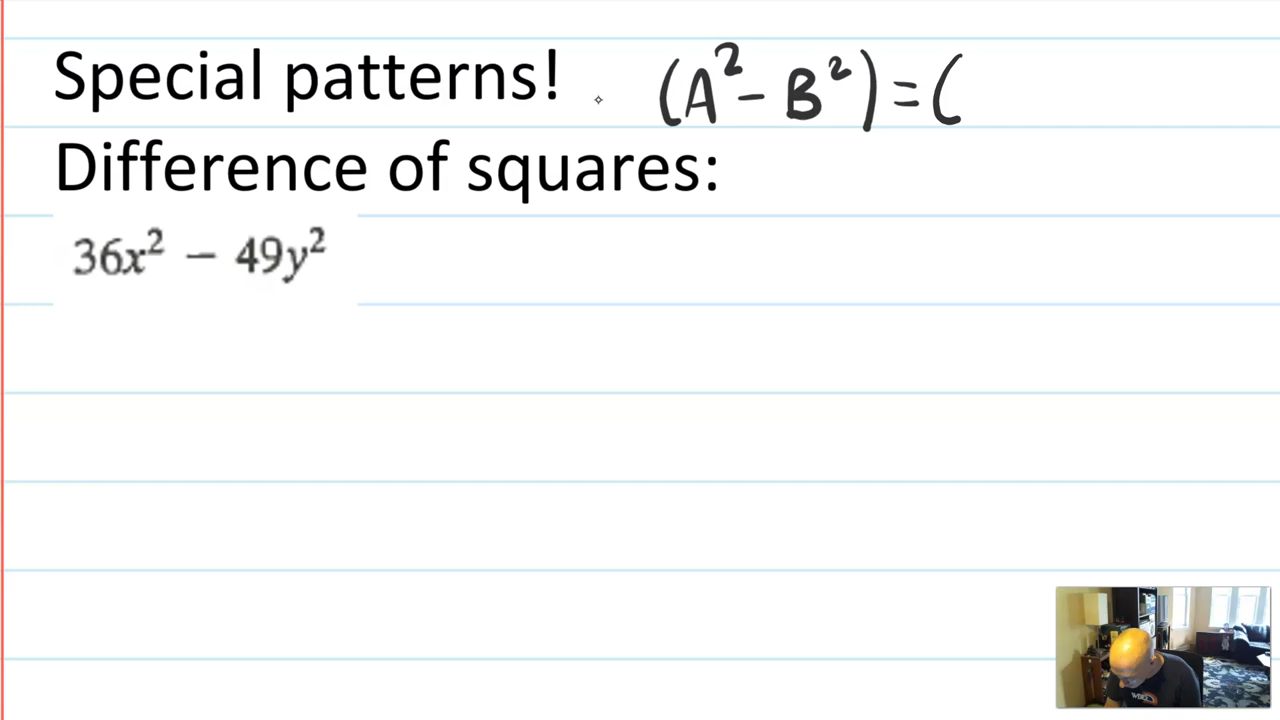 Special patterns! (A² - B²) = (
Difference of squares:
36x² − 49y²